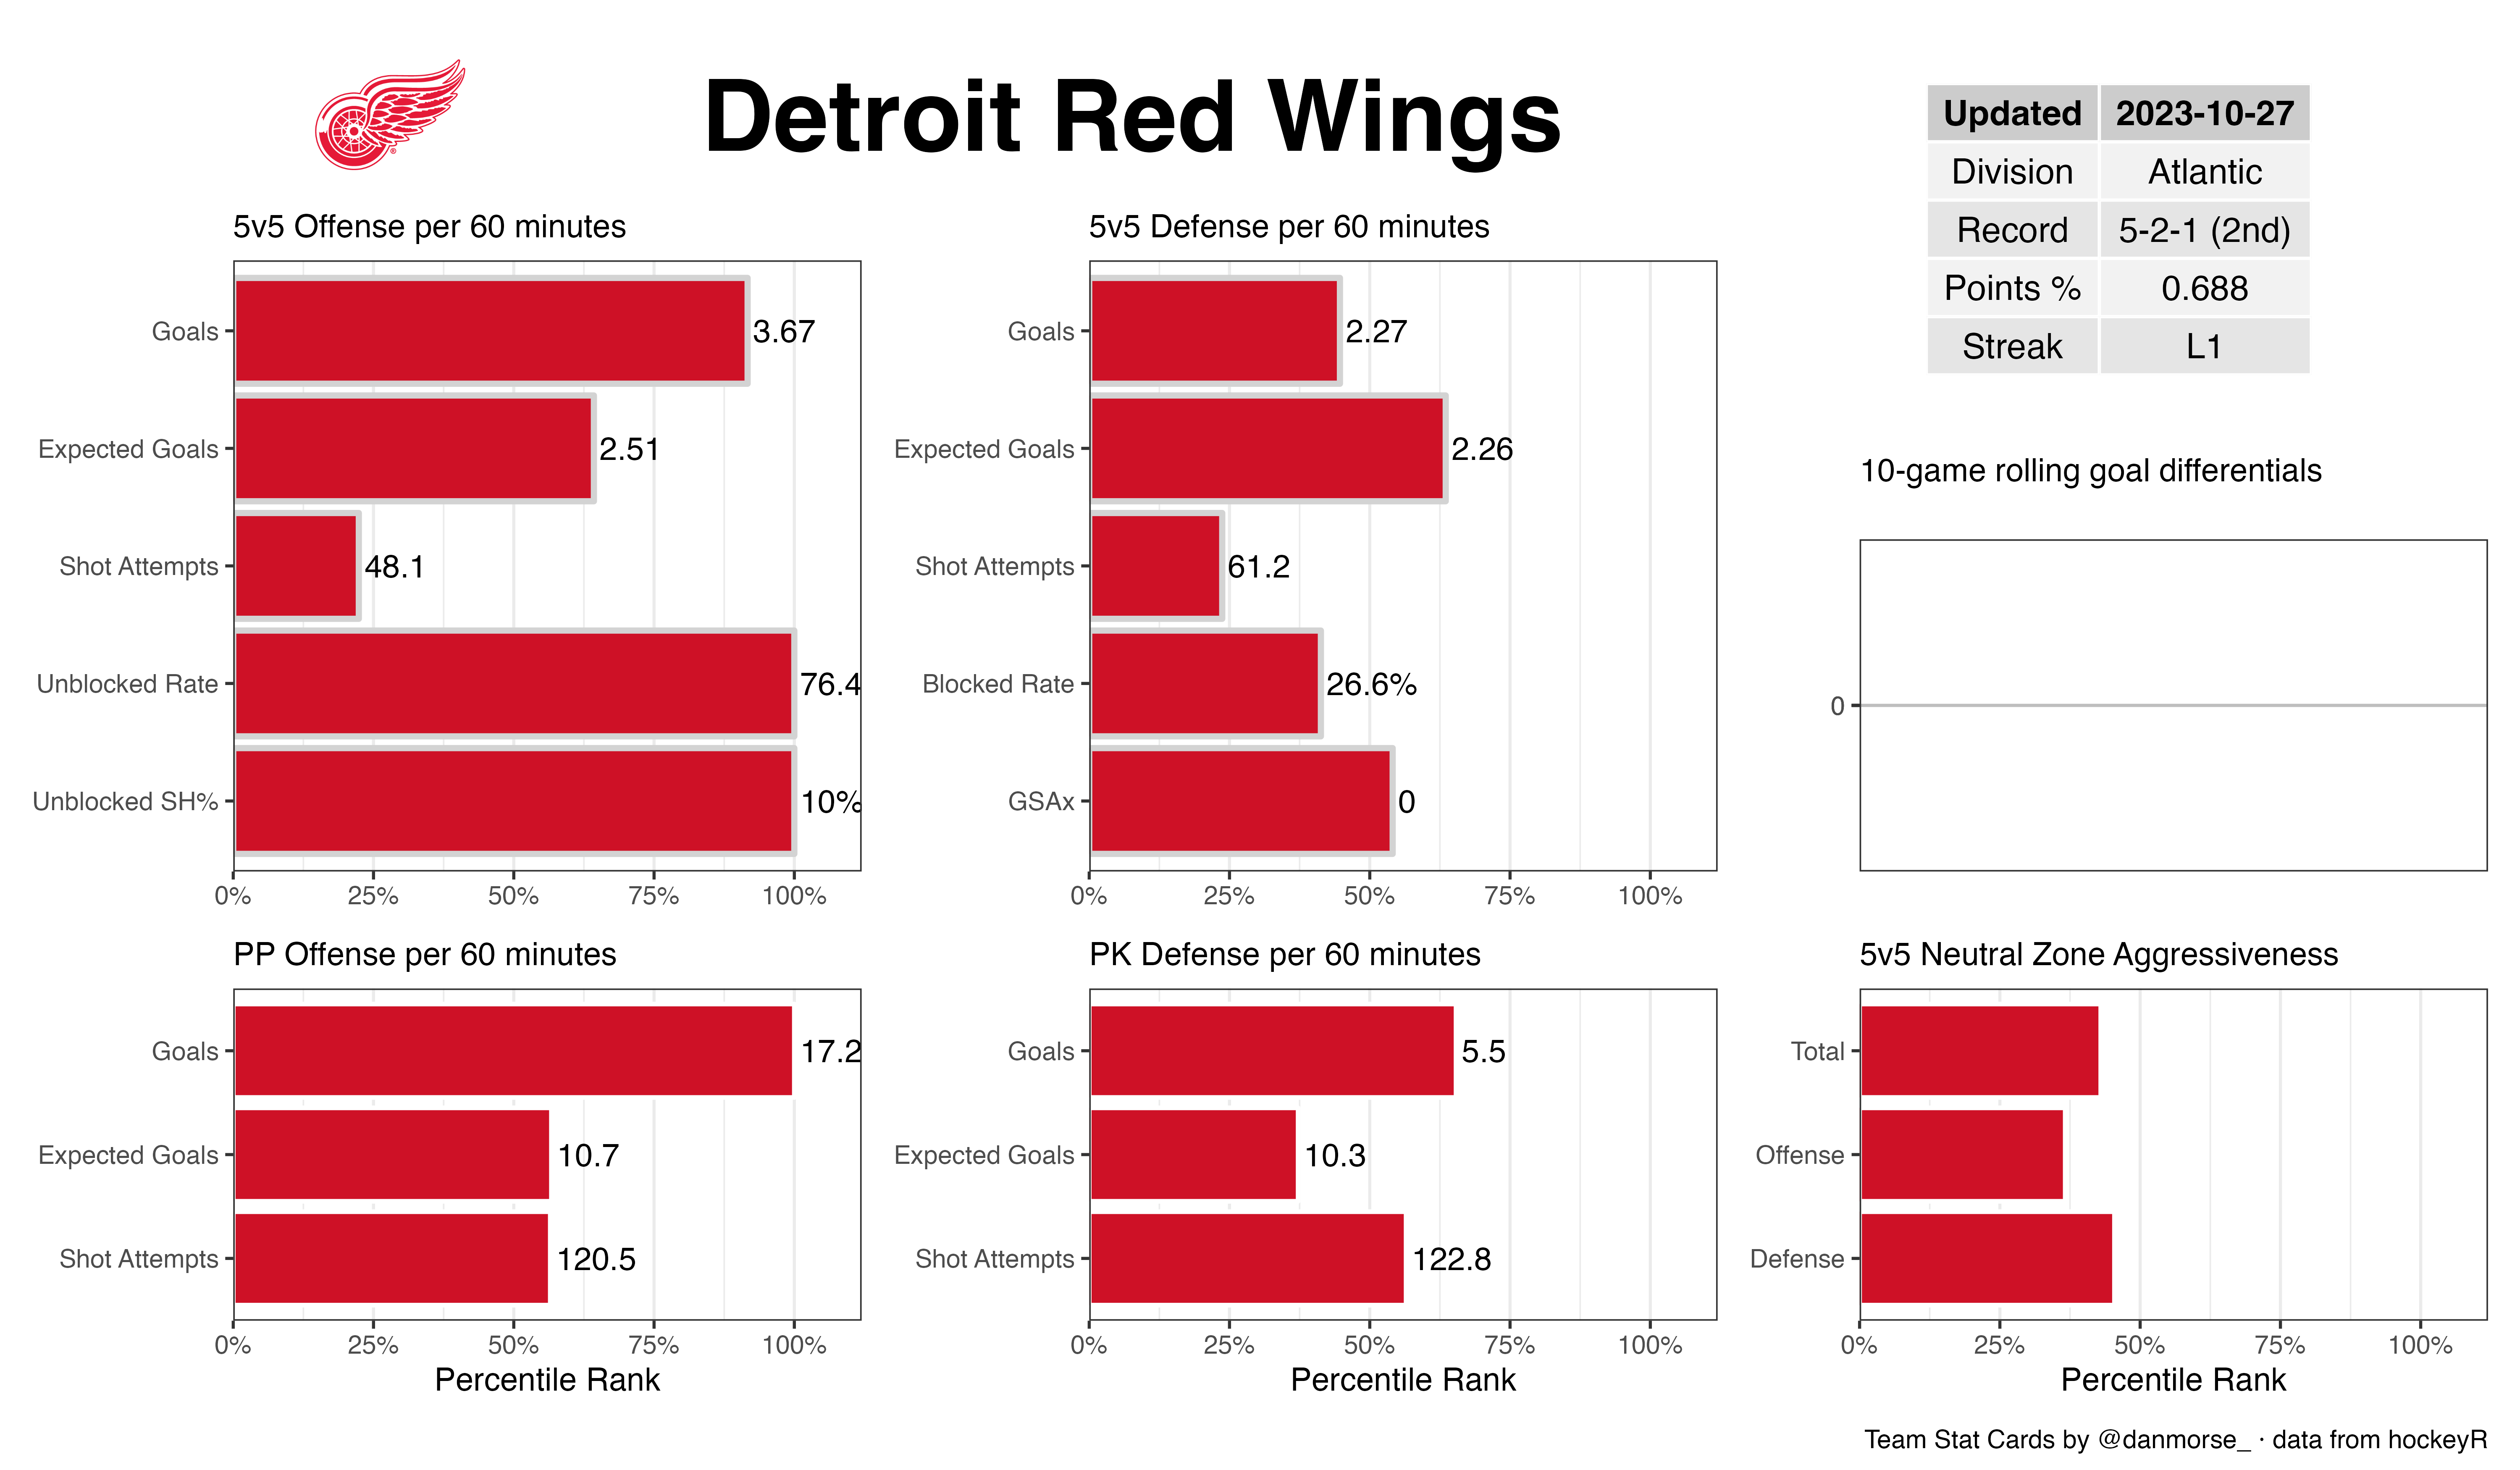 Detroit Red Wings
Updated 2023-10-27
Division Atlantic
Record 5-2-1 (2nd)
Points % 0.688
Streak L1
5v5 Offense per 60 minutes
Goals 3.67
Expected Goals 2.51
Shot Attempts 48.1
Unblocked Rate 76.4
Unblocked SH% 10%
0% 25% 50% 75% 100%
5v5 Defense per 60 minutes
Goals 2.27
Expected Goals 2.26
Shot Attempts 61.2
Blocked Rate 26.6%
GSAx 0
0% 25% 50% 75% 100%
10-game rolling goal differentials
0
PP Offense per 60 minutes
Goals 17.2
Expected Goals 10.7
Shot Attempts 120.5
0% 25% 50% 75% 100%
Percentile Rank
PK Defense per 60 minutes
Goals 5.5
Expected Goals 10.3
Shot Attempts 122.8
0% 25% 50% 75% 100%
Percentile Rank
5v5 Neutral Zone Aggressiveness
Total
Offense
Defense
0% 25% 50% 75% 100%
Percentile Rank
Team Stat Cards by @danmorse_ · data from hockeyR